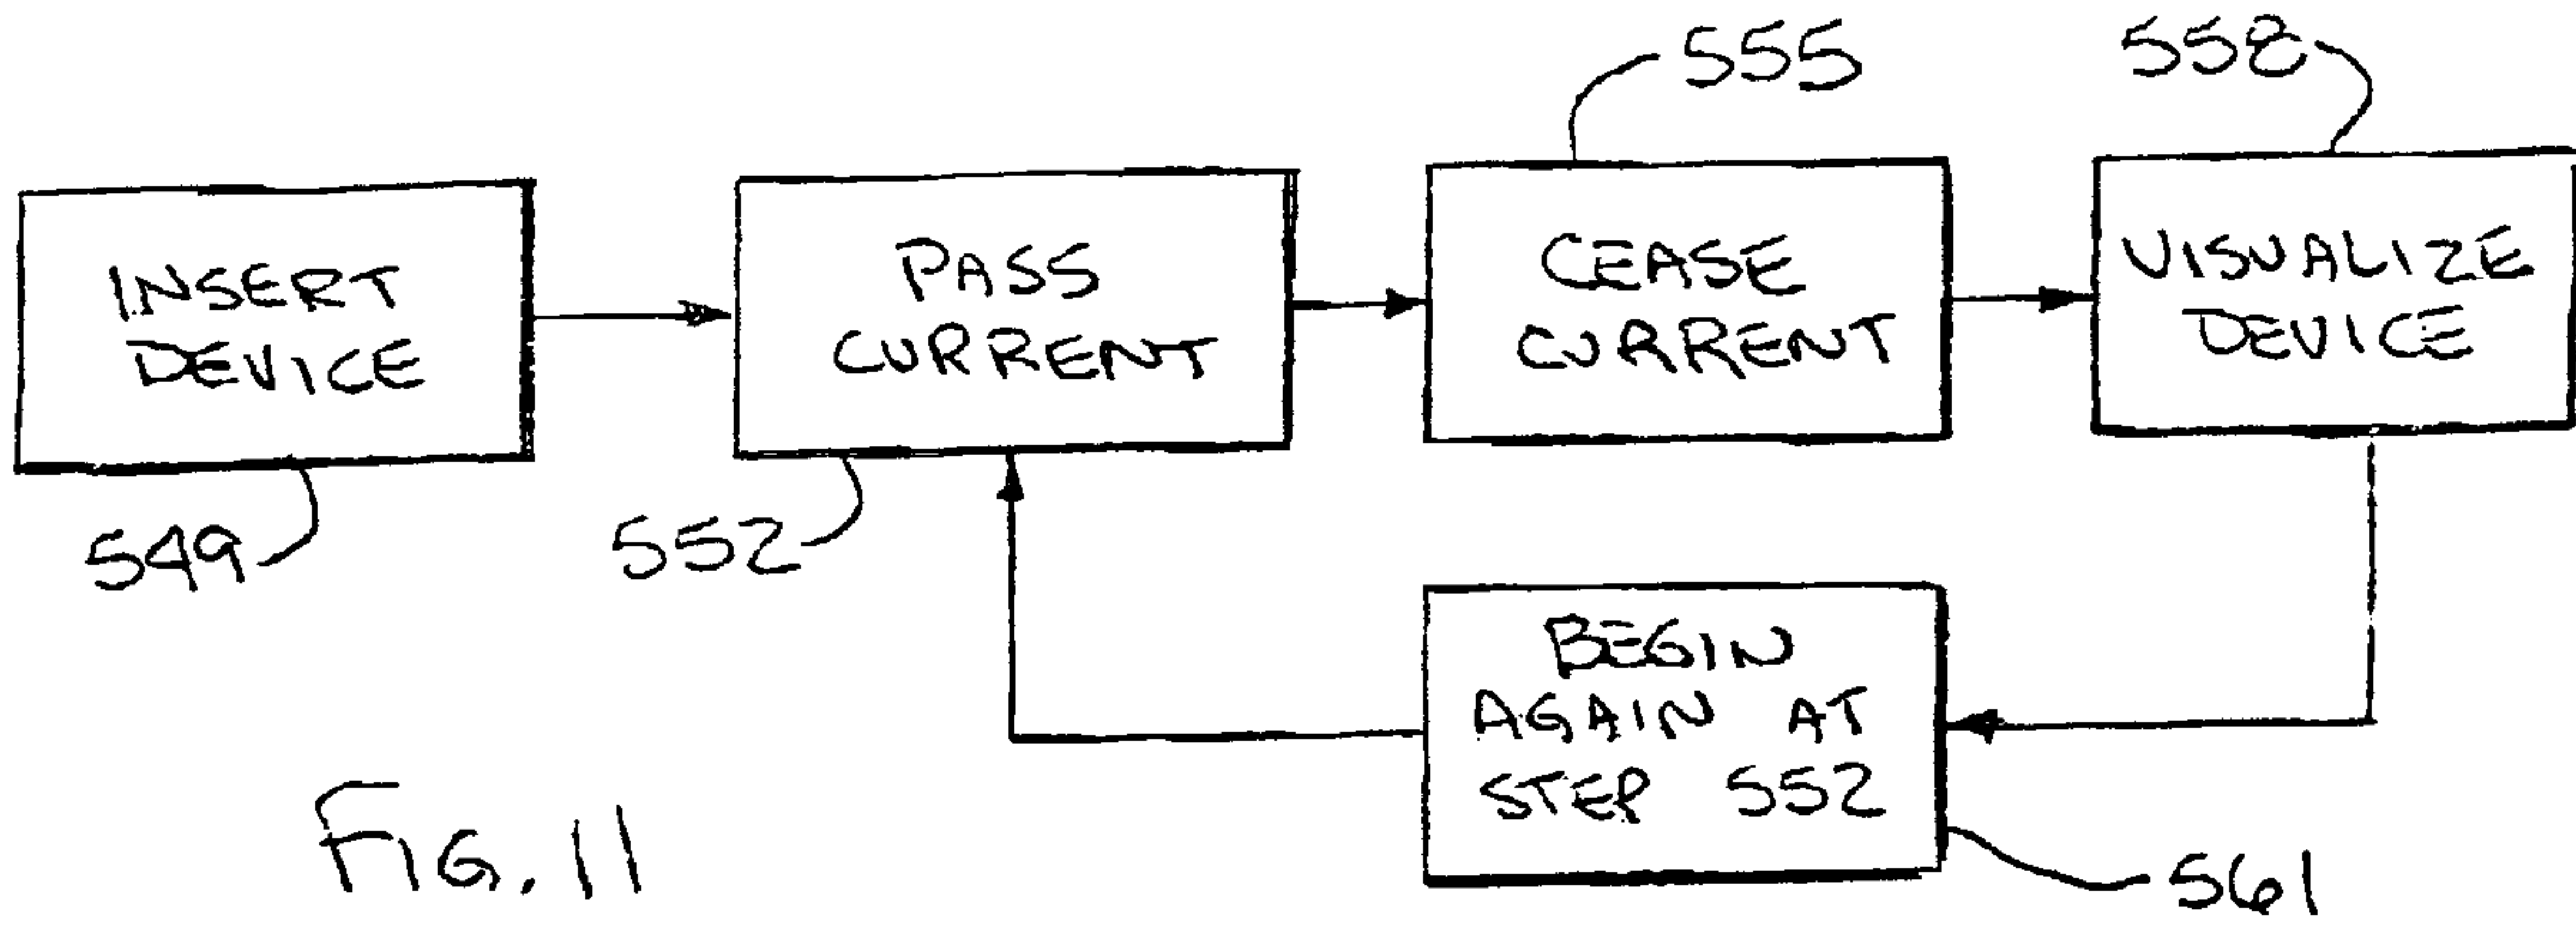 555
558
INSERT
DEVICE
PASS
CURRENT
CEASE
CURRENT
VISUALIZE
DEVICE
549
552
BEGIN
AGAIN AT
STEP 552
561
FIG. 11